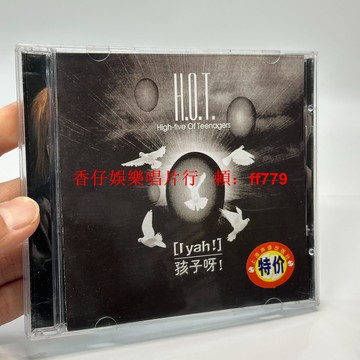 H.O.T.
High-five Of Teenagers
香仔娛樂唱片行 賴：ff779
[I yah!]
孩子呀!
特价